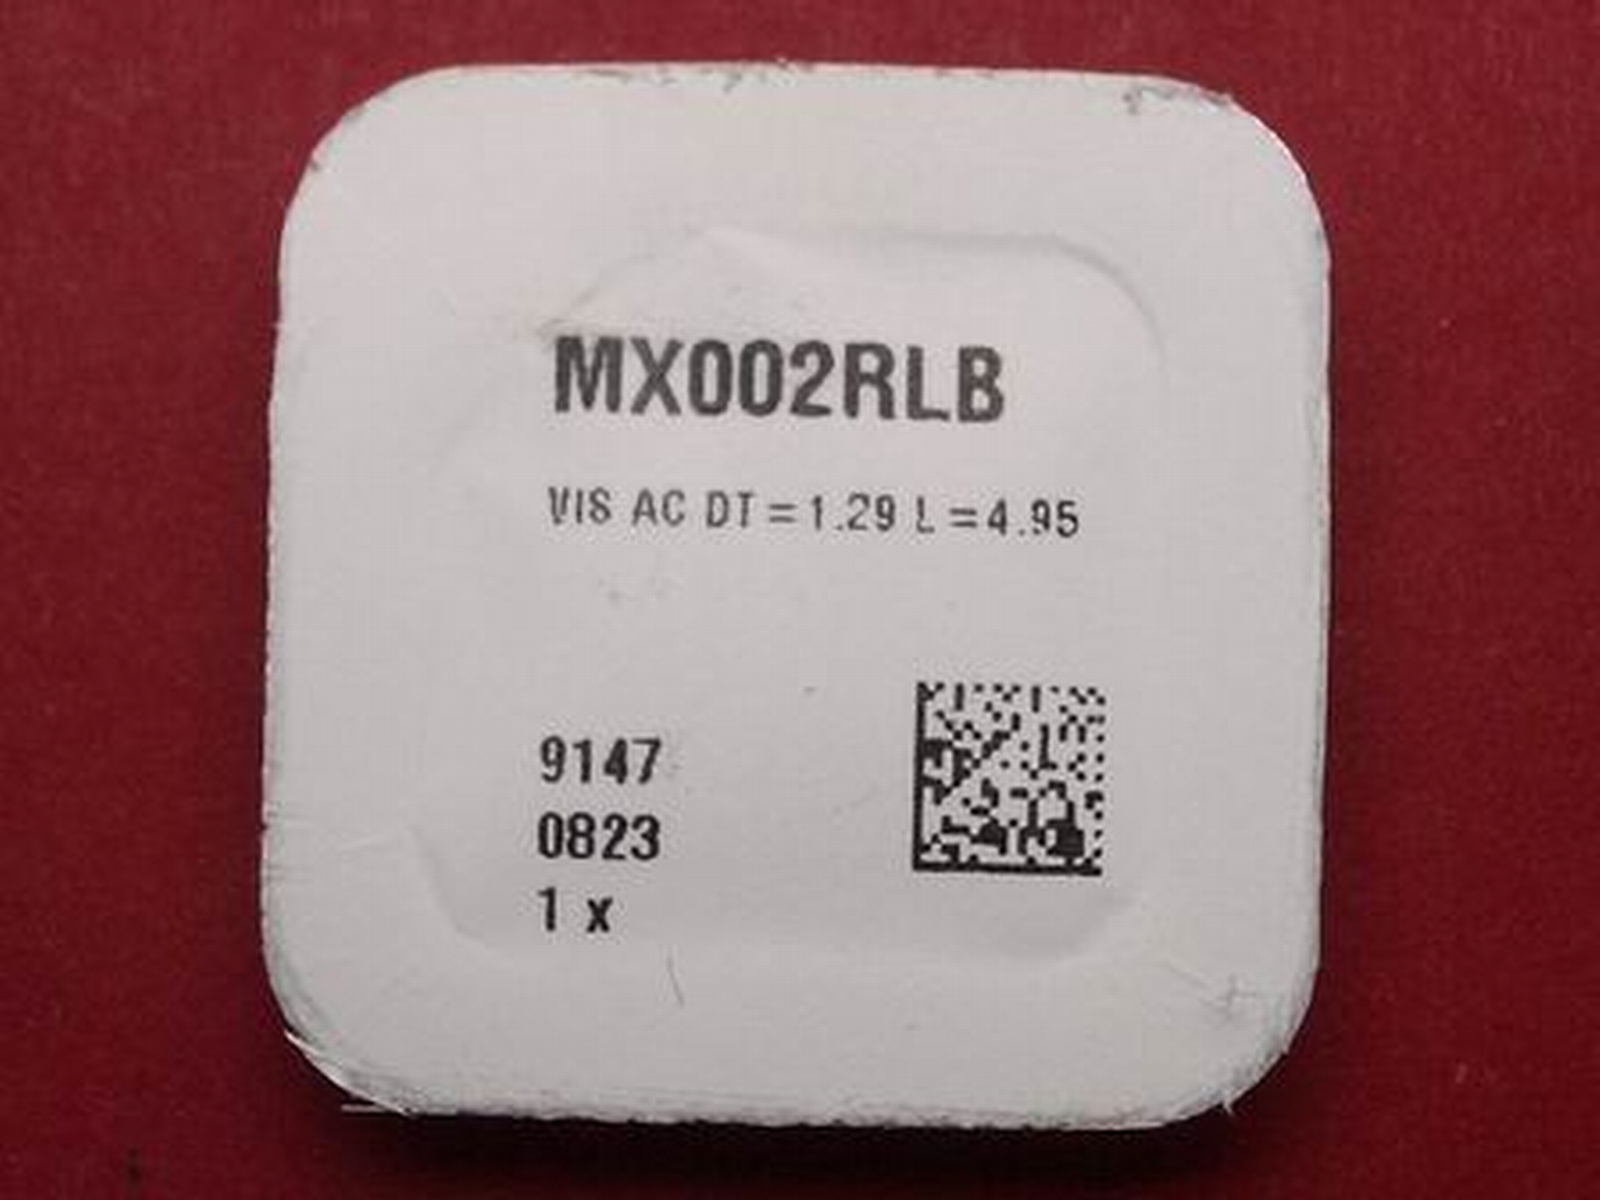 MX002RLB
VIS AC DT=1.29 L=4.95
9147
0823
1 x